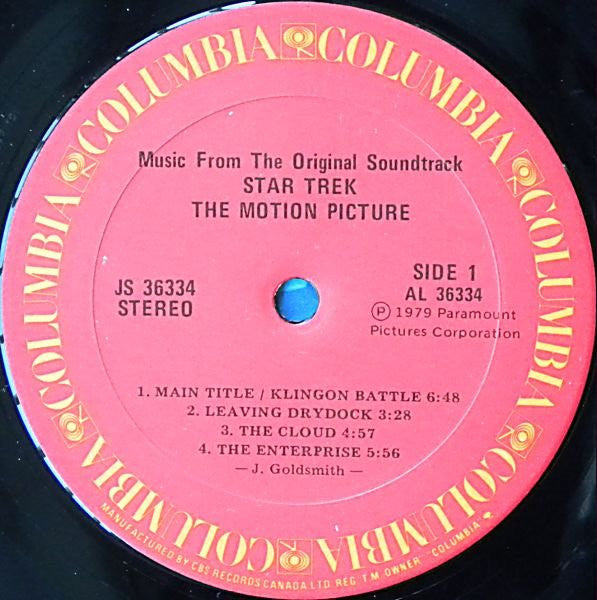 COLUMBIA COLUMBIA COLUMBIA COLUMBIA COLUMBIA COLUMBIA COLUMBIA COLUMBIA
Music From The Original Soundtrack
STAR TREK
THE MOTION PICTURE
JS 36334
STEREO
SIDE 1
AL 36334
Ⓟ 1979 Paramount
Pictures Corporation
1. MAIN TITLE / KLINGON BATTLE 6:48
2. LEAVING DRYDOCK 3:28
3. THE CLOUD 4:57
4. THE ENTERPRISE 5:56
— J. Goldsmith —
MANUFACTURED BY CBS RECORDS CANADA LTD. REG. T.M. OWNER - "COLUMBIA"